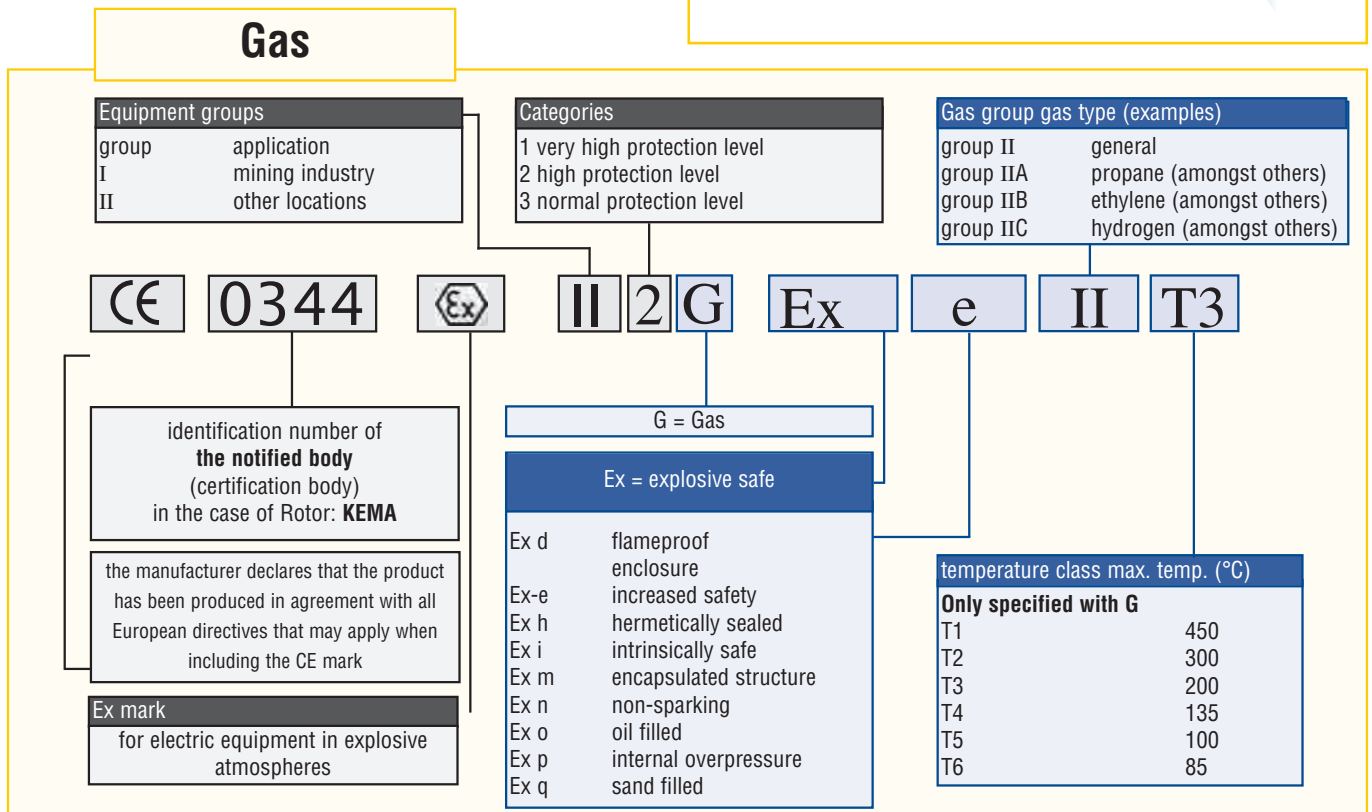 Gas
Equipment groups
group application
I mining industry
II other locations
Categories
1 very high protection level
2 high protection level
3 normal protection level
Gas group gas type (examples)
group II general
group IIA propane (amongst others)
group IIB ethylene (amongst others)
group IIC hydrogen (amongst others)
CE 0344 Ex II 2 G Ex e II T3
identification number of
the notified body
(certification body)
in the case of Rotor: KEMA
the manufacturer declares that the product
has been produced in agreement with all
European directives that may apply when
including the CE mark
Ex mark
for electric equipment in explosive
atmospheres
G = Gas
Ex = explosive safe
Ex d flameproof
enclosure
Ex-e increased safety
Ex h hermetically sealed
Ex i intrinsically safe
Ex m encapsulated structure
Ex n non-sparking
Ex o oil filled
Ex p internal overpressure
Ex q sand filled
temperature class max. temp. (°C)
Only specified with G
T1 450
T2 300
T3 200
T4 135
T5 100
T6 85